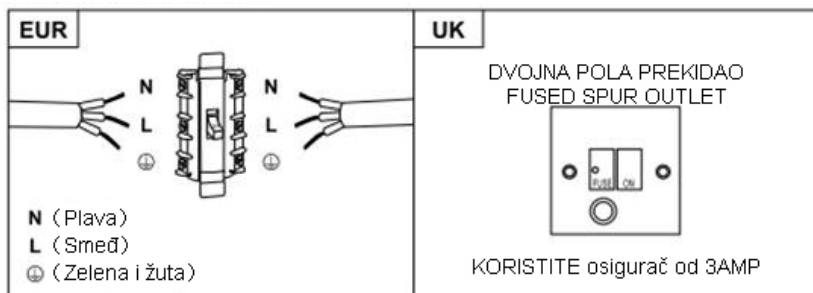 EUR
N N
L L
N (Plava)
L (Smeđ)
(Zelena i žuta)
UK
DVOJNA POLA PREKIDAO
FUSED SPUR OUTLET
FUSE ON
KORISTITE osigurač od 3AMP